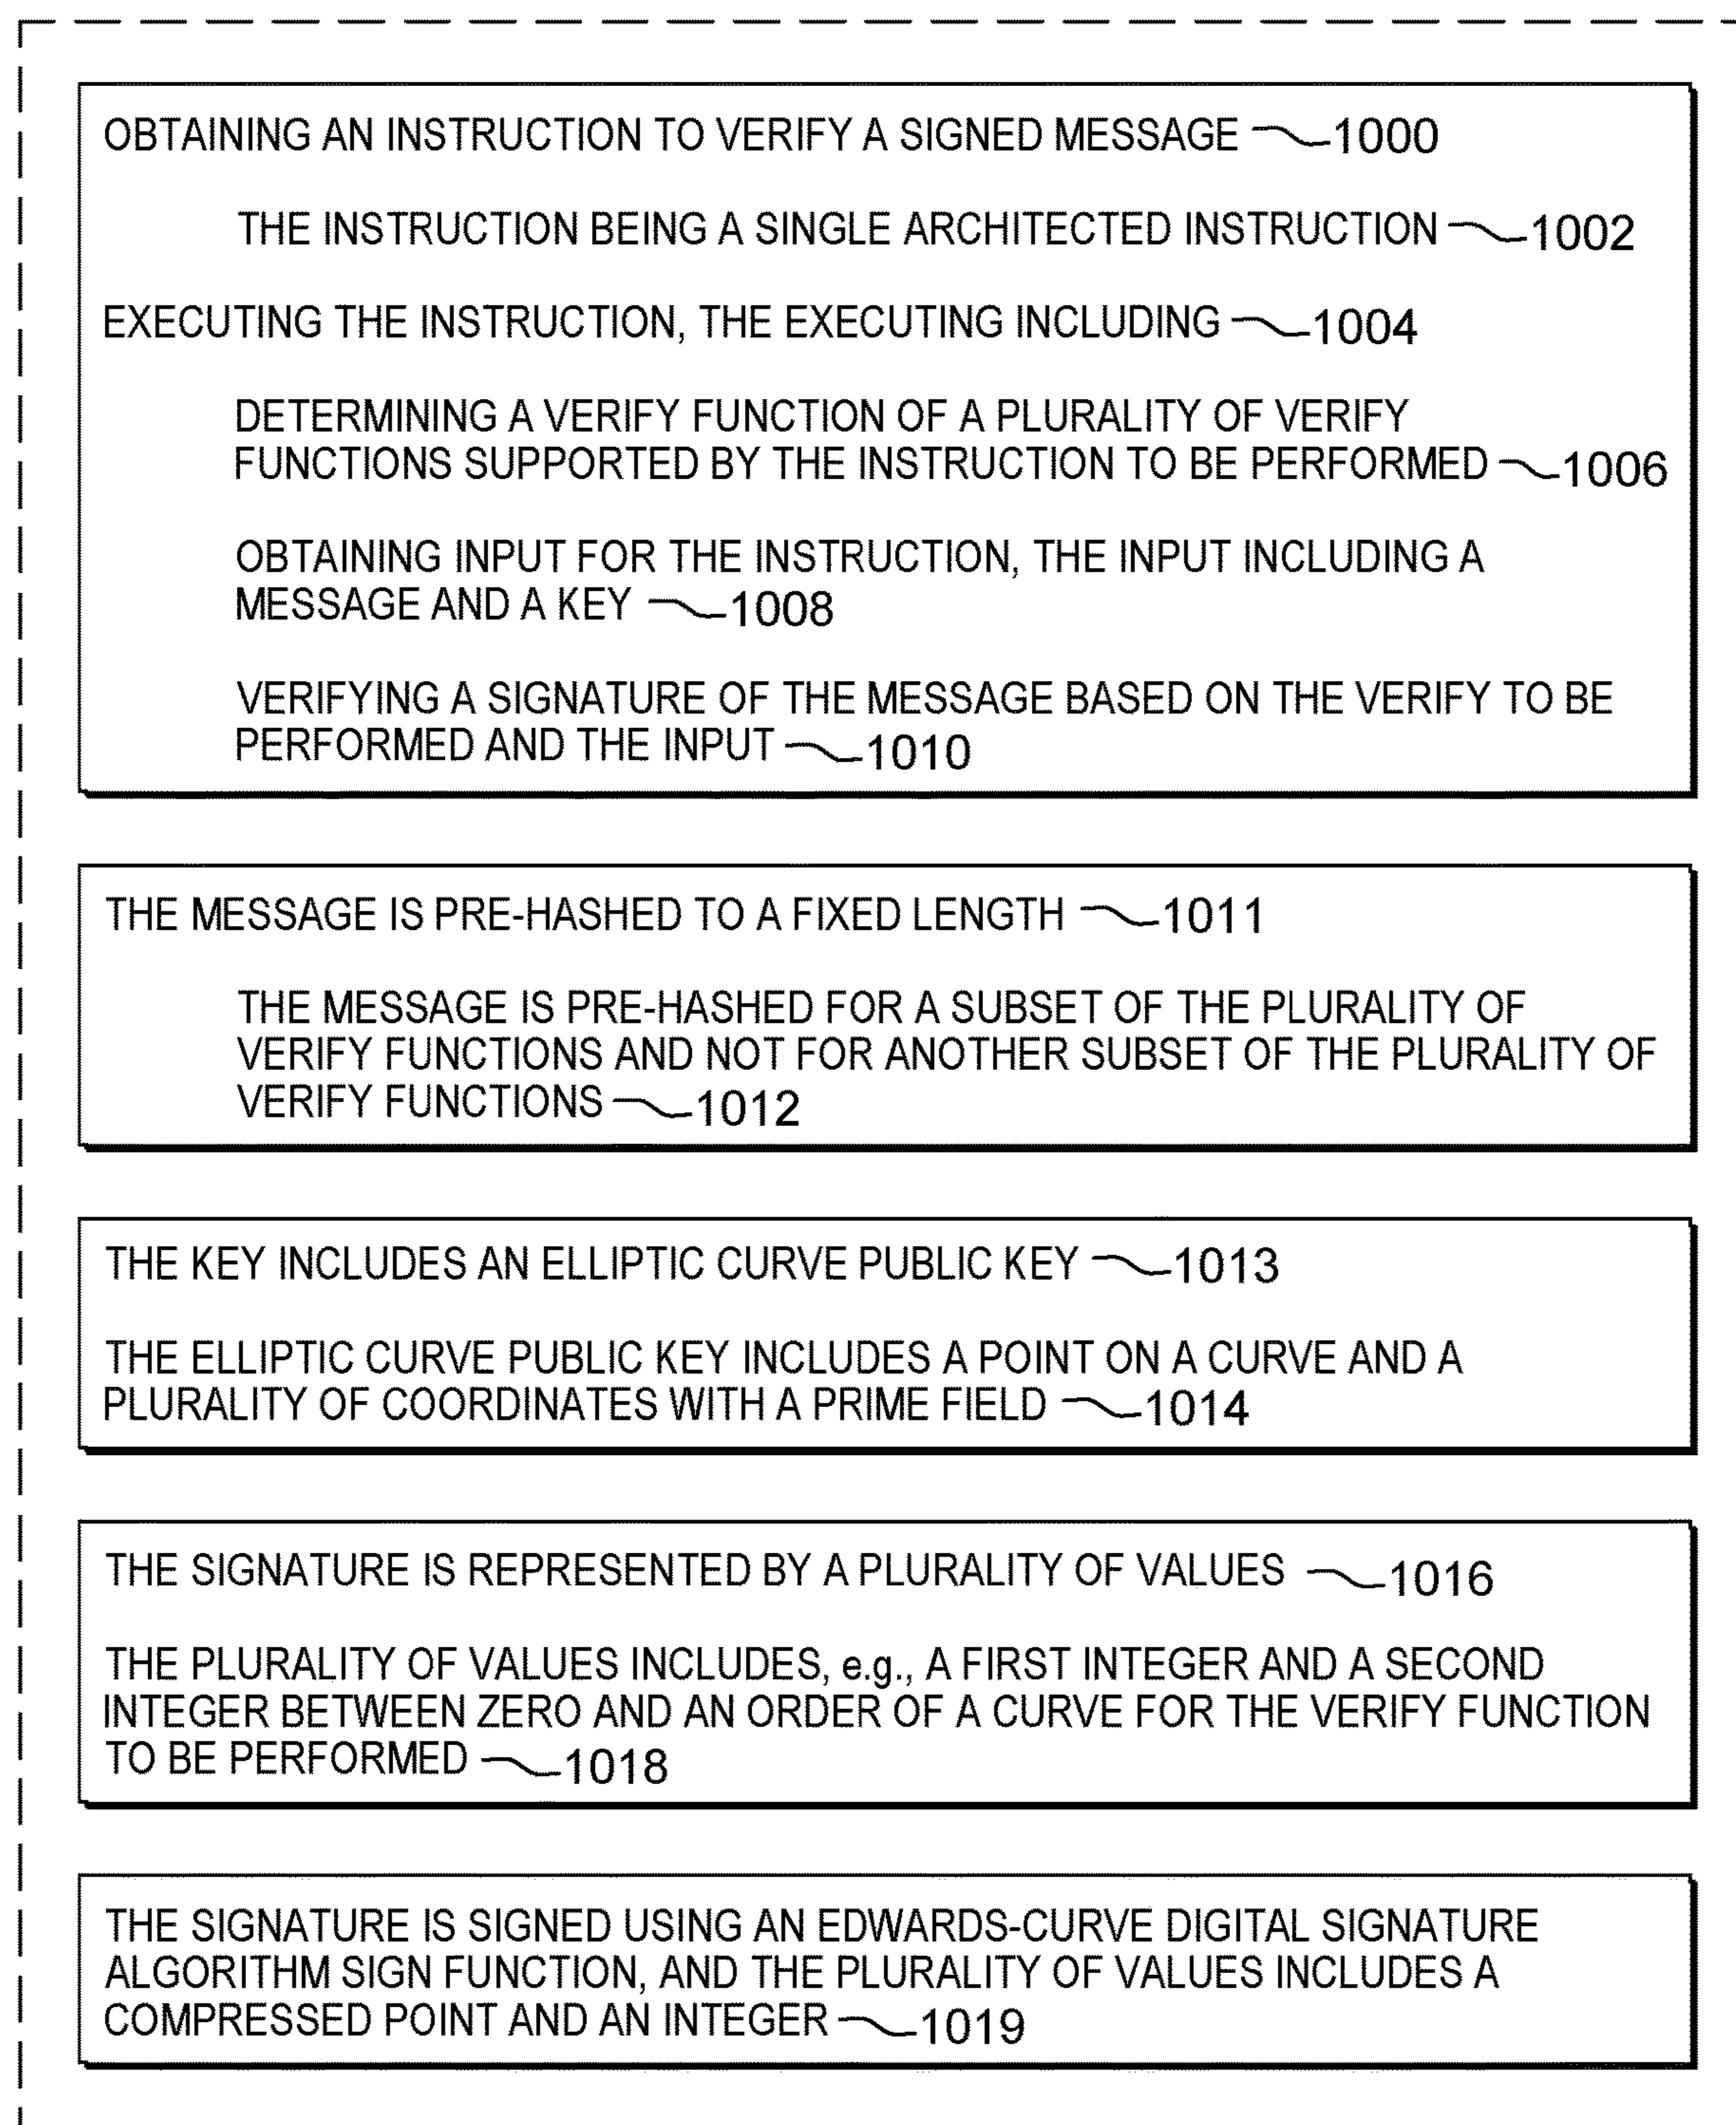 OBTAINING AN INSTRUCTION TO VERIFY A SIGNED MESSAGE 1000
THE INSTRUCTION BEING A SINGLE ARCHITECTED INSTRUCTION 1002
EXECUTING THE INSTRUCTION, THE EXECUTING INCLUDING 1004
DETERMINING A VERIFY FUNCTION OF A PLURALITY OF VERIFY
FUNCTIONS SUPPORTED BY THE INSTRUCTION TO BE PERFORMED 1006
OBTAINING INPUT FOR THE INSTRUCTION, THE INPUT INCLUDING A
MESSAGE AND A KEY 1008
VERIFYING A SIGNATURE OF THE MESSAGE BASED ON THE VERIFY TO BE
PERFORMED AND THE INPUT 1010
THE MESSAGE IS PRE-HASHED TO A FIXED LENGTH 1011
THE MESSAGE IS PRE-HASHED FOR A SUBSET OF THE PLURALITY OF
VERIFY FUNCTIONS AND NOT FOR ANOTHER SUBSET OF THE PLURALITY OF
VERIFY FUNCTIONS 1012
THE KEY INCLUDES AN ELLIPTIC CURVE PUBLIC KEY 1013
THE ELLIPTIC CURVE PUBLIC KEY INCLUDES A POINT ON A CURVE AND A
PLURALITY OF COORDINATES WITH A PRIME FIELD 1014
THE SIGNATURE IS REPRESENTED BY A PLURALITY OF VALUES 1016
THE PLURALITY OF VALUES INCLUDES, e.g., A FIRST INTEGER AND A SECOND
INTEGER BETWEEN ZERO AND AN ORDER OF A CURVE FOR THE VERIFY FUNCTION
TO BE PERFORMED 1018
THE SIGNATURE IS SIGNED USING AN EDWARDS-CURVE DIGITAL SIGNATURE
ALGORITHM SIGN FUNCTION, AND THE PLURALITY OF VALUES INCLUDES A
COMPRESSED POINT AND AN INTEGER 1019